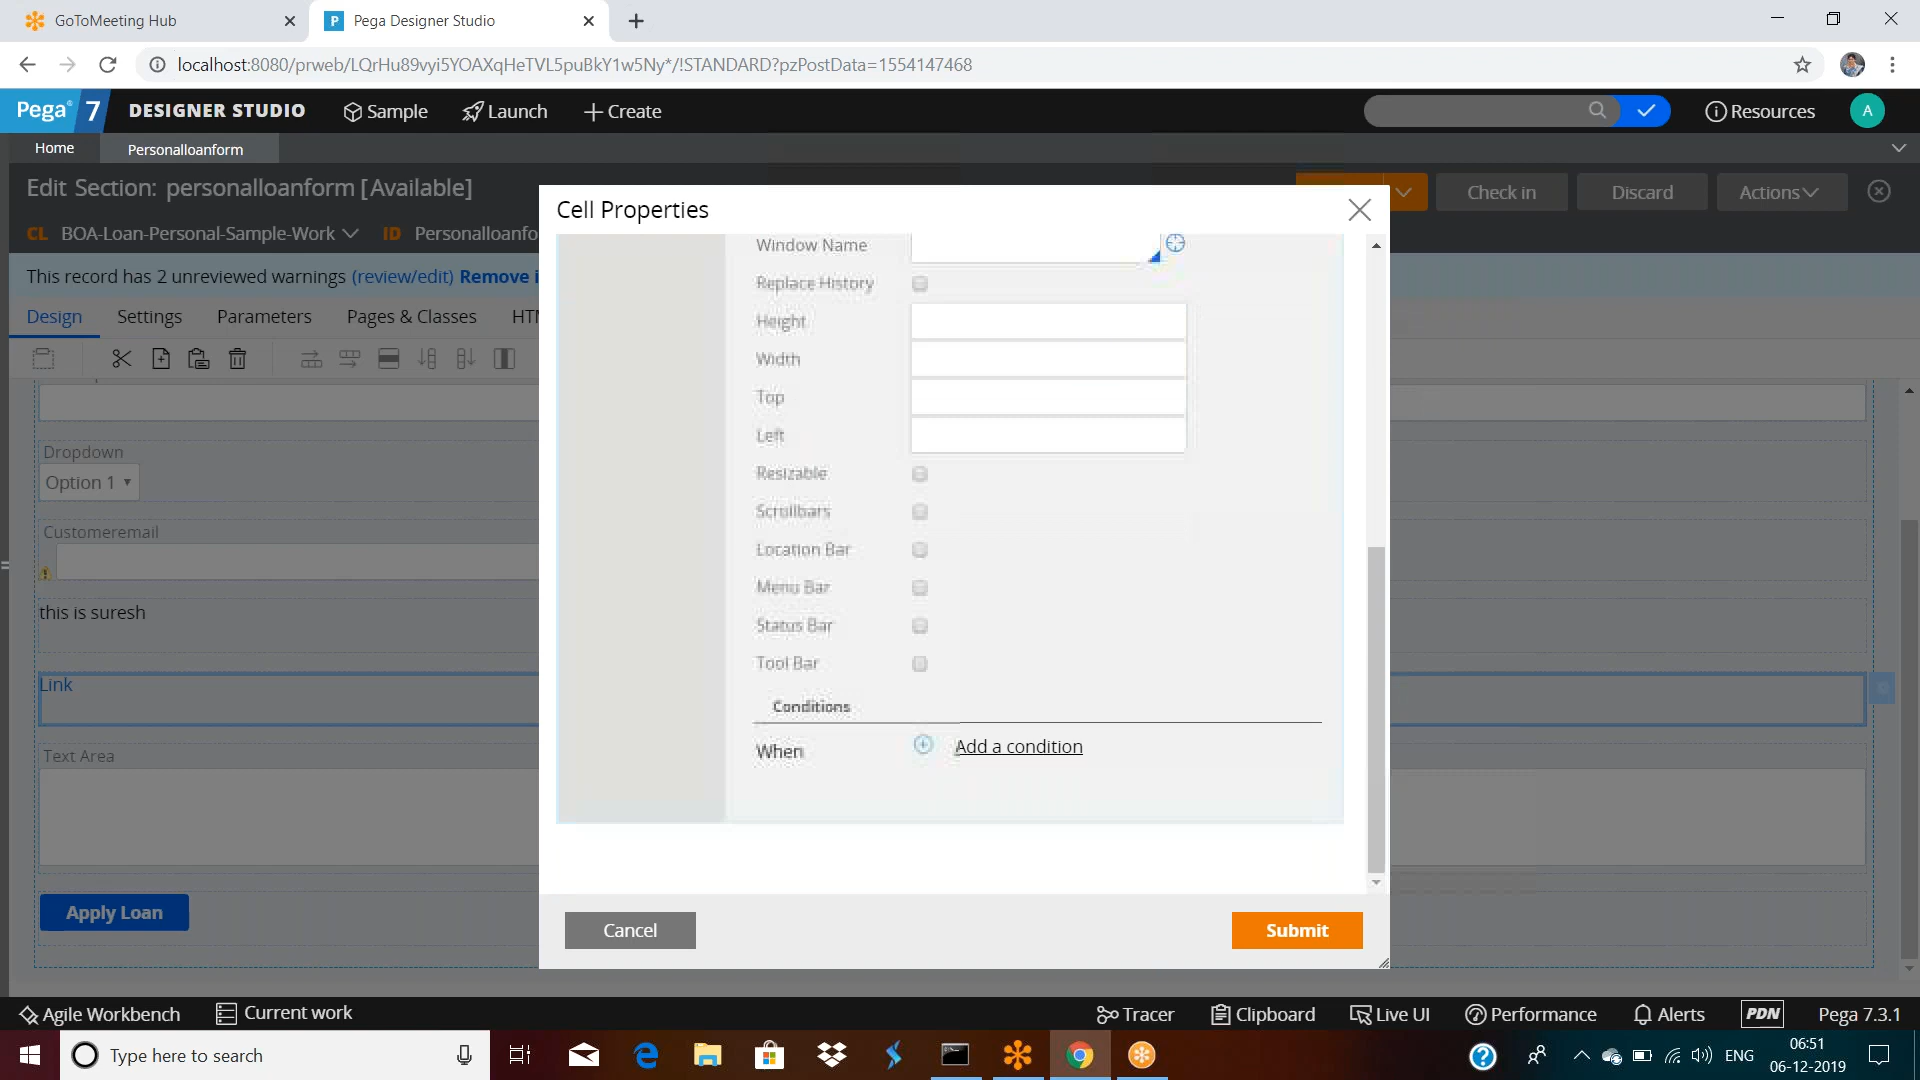 GoToMeeting Hub
Pega Designer Studio
localhost:8080/prweb/LQrHu89vyi5YOAXqHeTVL5puBkY1w5Ny*/!STANDARD?pzPostData=1554147468
Pega 7 DESIGNER STUDIO Sample Launch Create Resources A
Home Personalloanform
Edit Section: personalloanform [Available] Check in Discard Actions
CL BOA-Loan-Personal-Sample-Work ID Personalloanfo
This record has 2 unreviewed warnings (review/edit) Remove
Design Settings Parameters Pages & Classes
Dropdown
Option 1
Customeremail
this is suresh
Link
Text Area
Apply Loan
Cell Properties
Window Name
Replace History
Height
Width
Top
Left
Resizable
Scrollbars
Location Bar
Menu Bar
Status Bar
Tool Bar
Conditions
When Add a condition
Cancel Submit
Agile Workbench Current work Tracer Clipboard Live UI Performance Alerts PDN Pega 7.3.1
Type here to search
ENG
06:51
06-12-2019